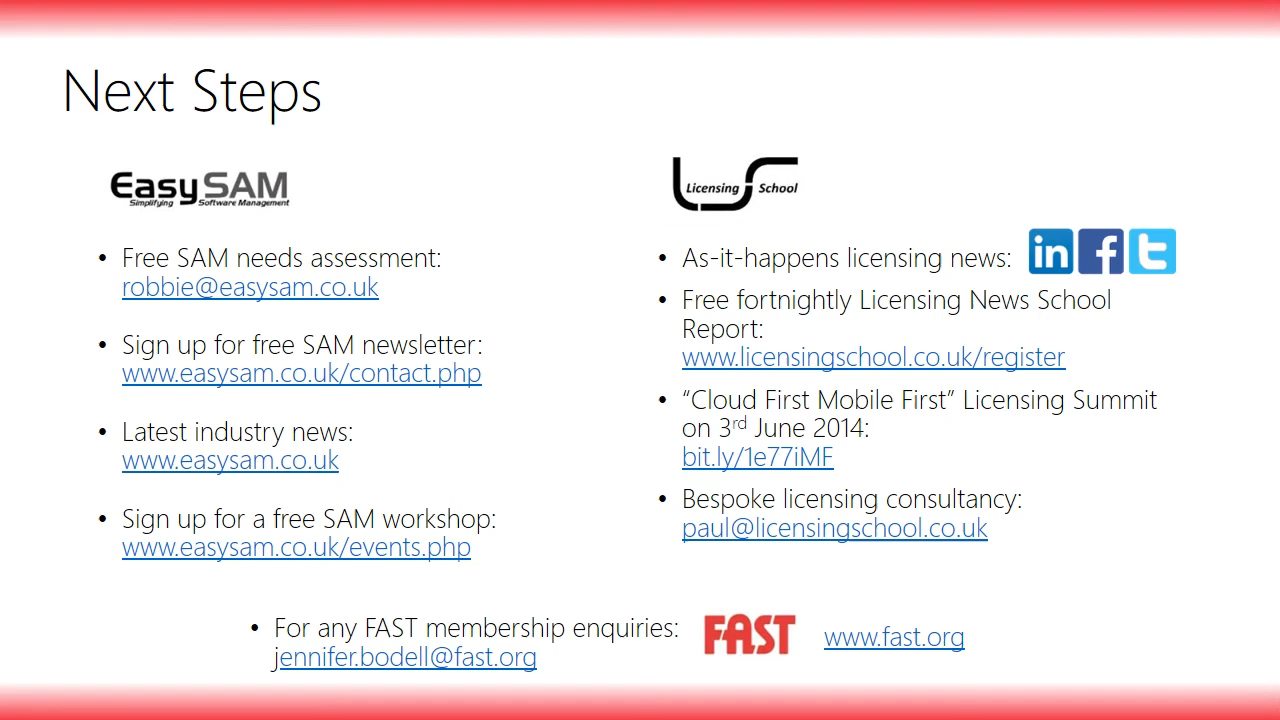 Next Steps
EasySAM
Simplifying Software Management
• Free SAM needs assessment:
robbie@easysam.co.uk
• Sign up for free SAM newsletter:
www.easysam.co.uk/contact.php
• Latest industry news:
www.easysam.co.uk
• Sign up for a free SAM workshop:
www.easysam.co.uk/events.php
Licensing School
• As-it-happens licensing news: in f t
• Free fortnightly Licensing News School
Report:
www.licensingschool.co.uk/register
• “Cloud First Mobile First” Licensing Summit
on 3rd June 2014:
bit.ly/1e77iMF
• Bespoke licensing consultancy:
paul@licensingschool.co.uk
• For any FAST membership enquiries:
jennifer.bodell@fast.org
FAST
www.fast.org